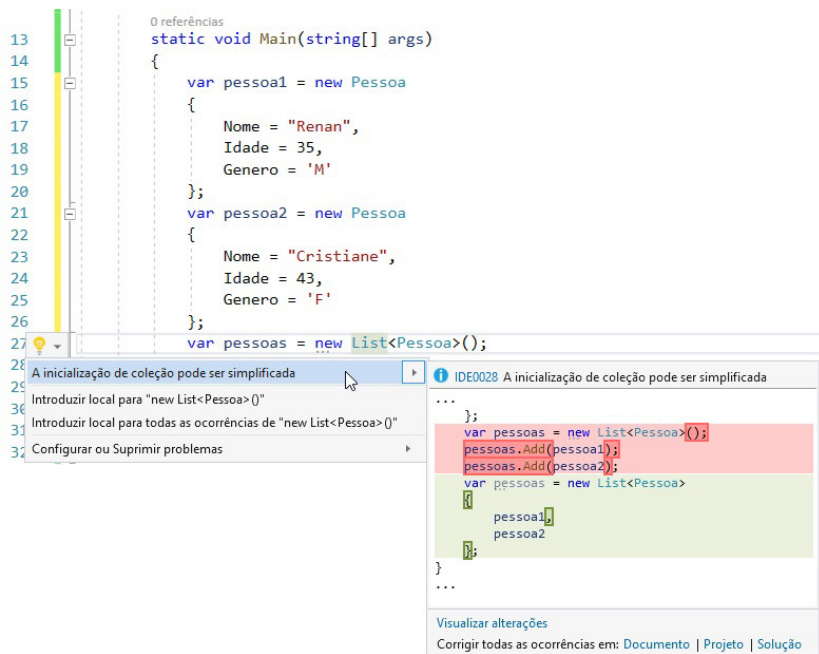 0 referências
13 static void Main(string[] args)
14 {
15 var pessoa1 = new Pessoa
16 {
17 Nome = "Renan",
18 Idade = 35,
19 Genero = 'M'
20 };
21 var pessoa2 = new Pessoa
22 {
23 Nome = "Cristiane",
24 Idade = 43,
25 Genero = 'F'
26 };
27 var pessoas = new List<Pessoa>();
28
A inicialização de coleção pode ser simplificada
29
Introduzir local para "new List<Pessoa>()"
30
Introduzir local para todas as ocorrências de "new List<Pessoa>()"
31
32
Configurar ou Suprimir problemas
IDE0028 A inicialização de coleção pode ser simplificada
...
};
var pessoas = new List<Pessoa>();
pessoas.Add(pessoa1);
pessoas.Add(pessoa2);
var pessoas = new List<Pessoa>
{
pessoa1,
pessoa2
};
}
...
Visualizar alterações
Corrigir todas as ocorrências em: Documento | Projeto | Solução